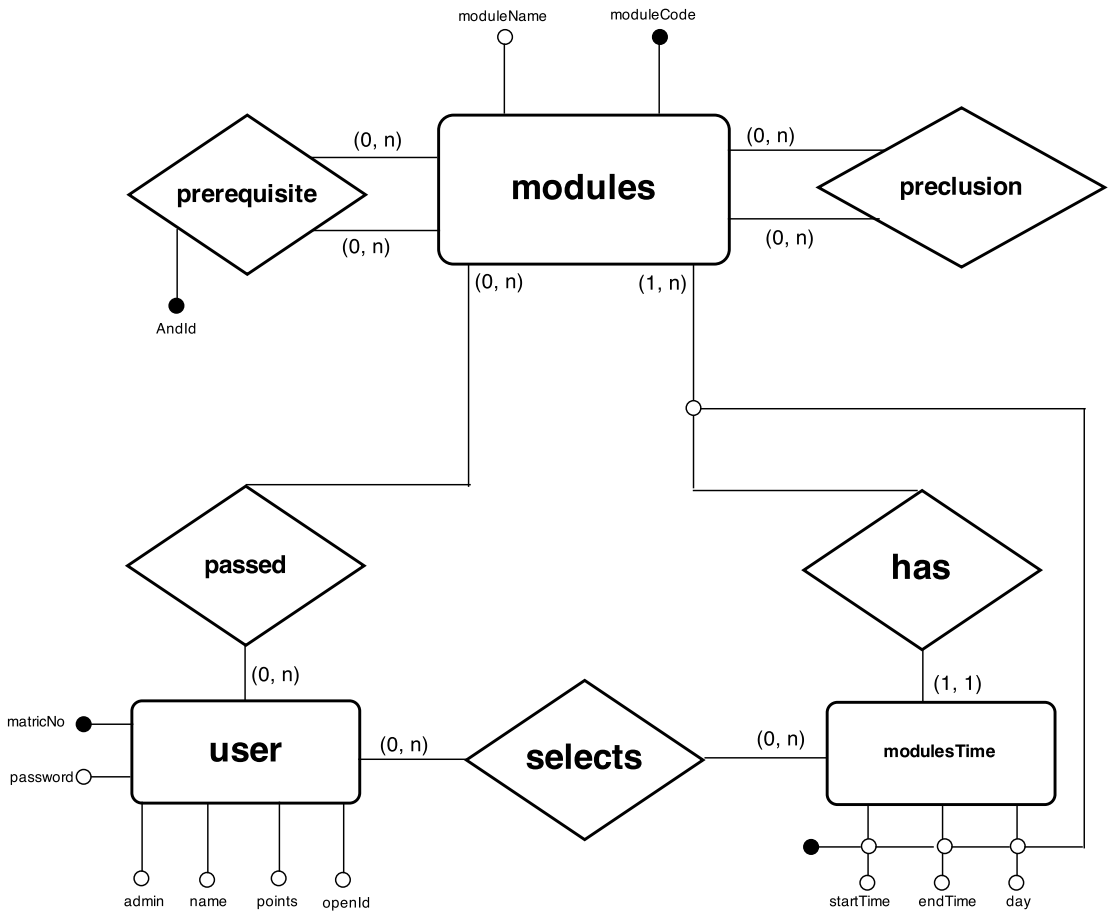 moduleName
moduleCode
(0, n)
(0, n)
prerequisite
modules
preclusion
(0, n)
(0, n)
(0, n)
(1, n)
AndId
passed
has
(0, n)
(1, 1)
matricNo
user
(0, n)
selects
(0, n)
modulesTime
password
admin
name
points
openId
startTime
endTime
day